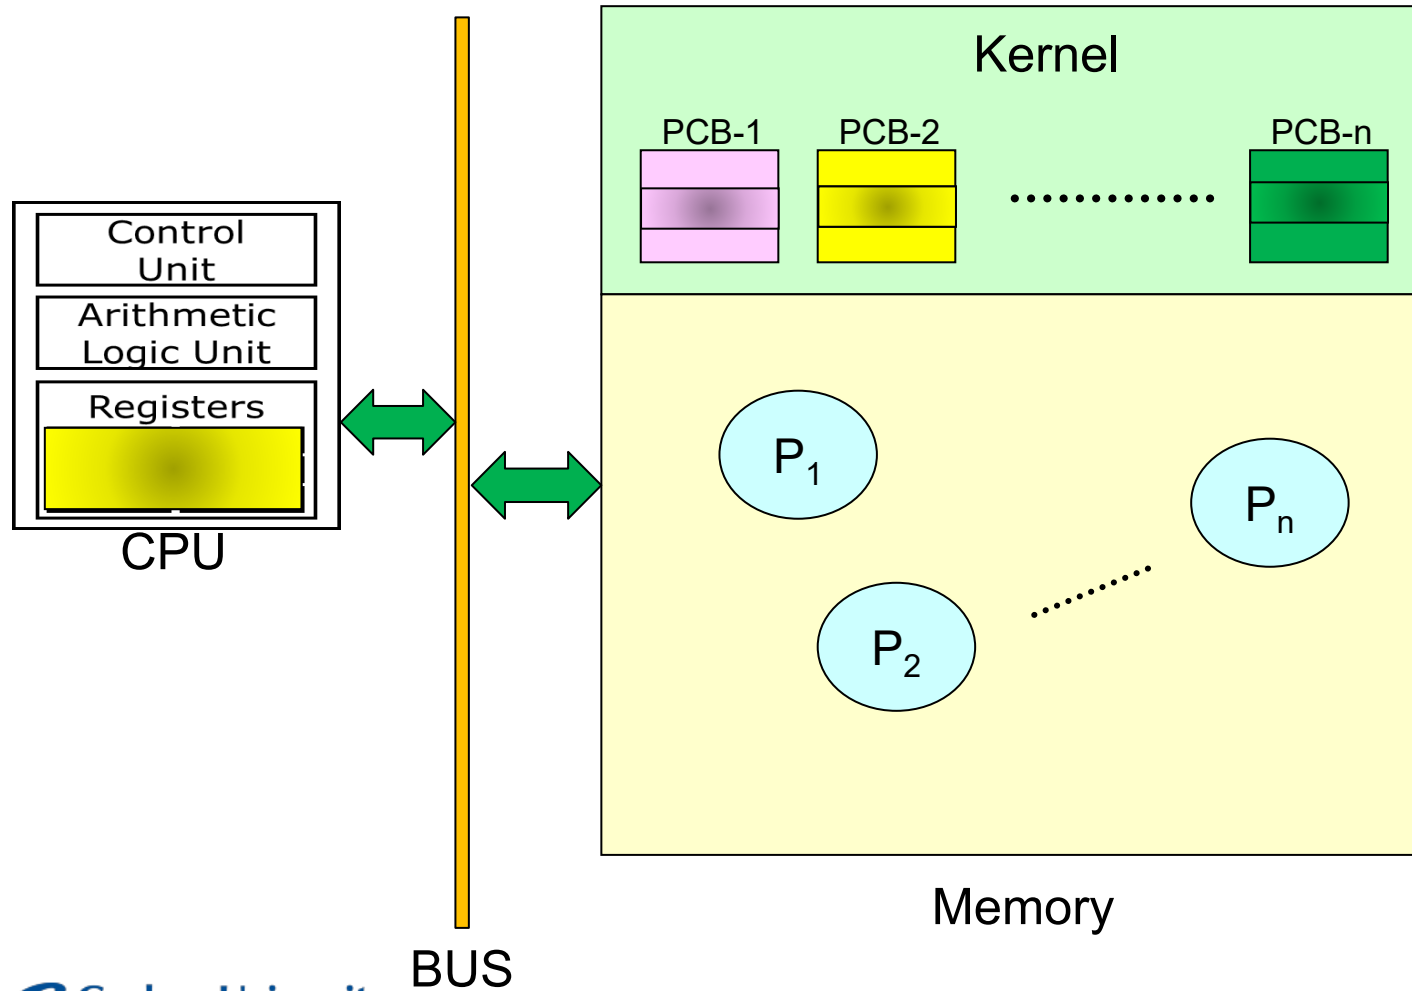 Kernel
PCB-1 PCB-2 PCB-n
Control
Unit
Arithmetic
Logic Unit
Registers
CPU
P1
Pn
P2
Memory
BUS